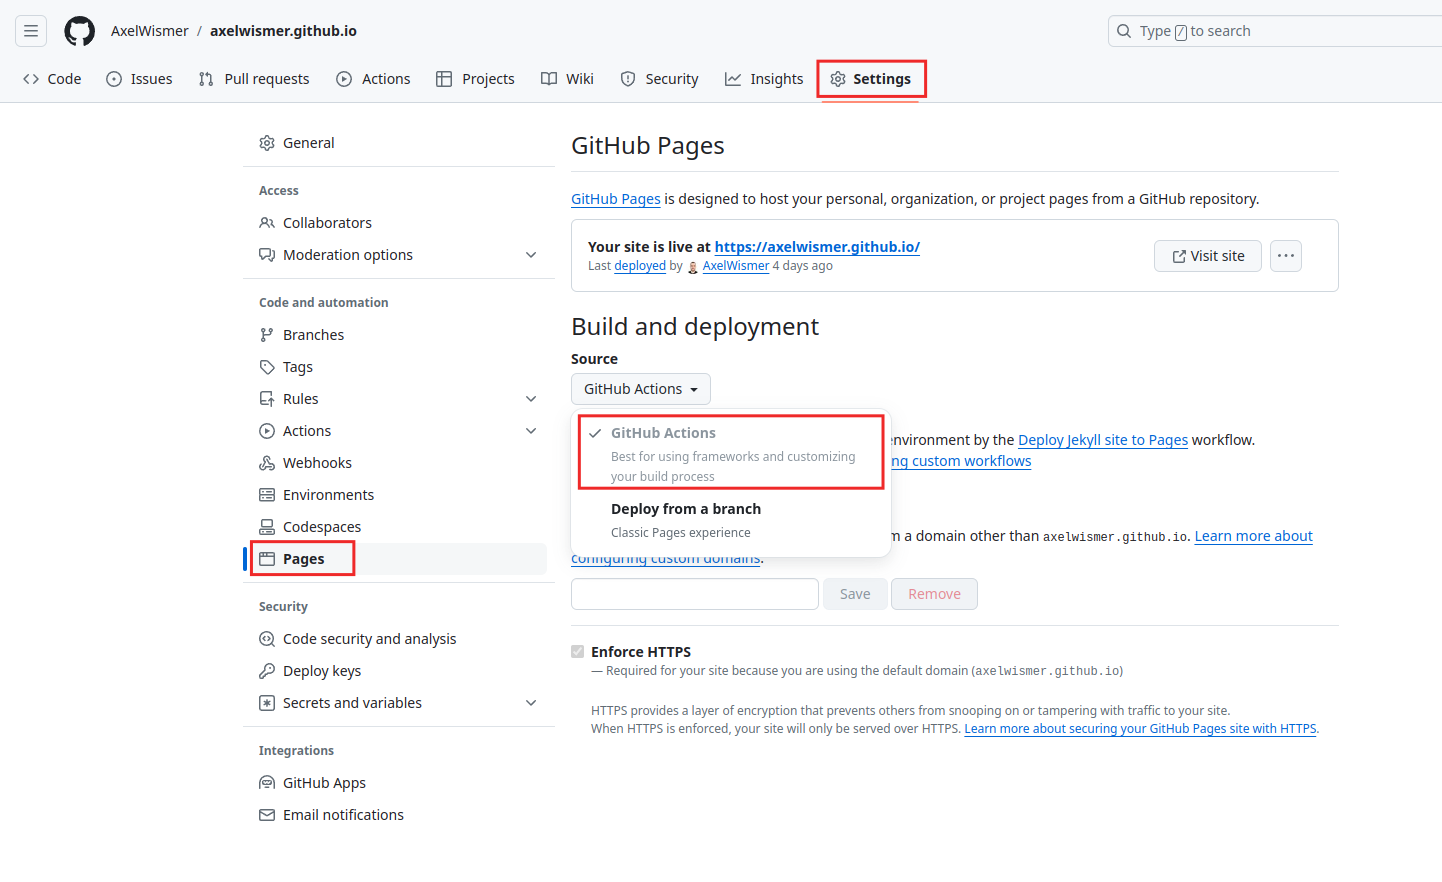 AxelWismer / axelwismer.github.io
Type / to search
Code Issues Pull requests Actions Projects Wiki Security Insights Settings
General
Access
Collaborators
Moderation options
Code and automation
Branches
Tags
Rules
Actions
Webhooks
Environments
Codespaces
Pages
Security
Code security and analysis
Deploy keys
Secrets and variables
Integrations
GitHub Apps
Email notifications
GitHub Pages
GitHub Pages is designed to host your personal, organization, or project pages from a GitHub repository.
Your site is live at https://axelwismer.github.io/
Last deployed by AxelWismer 4 days ago
Visit site
Build and deployment
Source
GitHub Actions
GitHub Actions
Best for using frameworks and customizing
your build process
Deploy from a branch
Classic Pages experience
by the Deploy Jekyll site to Pages workflow.
custom workflows
a domain other than axelwismer.github.io. Learn more about
configuring custom domains.
Save Remove
Enforce HTTPS
— Required for your site because you are using the default domain (axelwismer.github.io)
HTTPS provides a layer of encryption that prevents others from snooping on or tampering with traffic to your site.
When HTTPS is enforced, your site will only be served over HTTPS. Learn more about securing your GitHub Pages site with HTTPS.